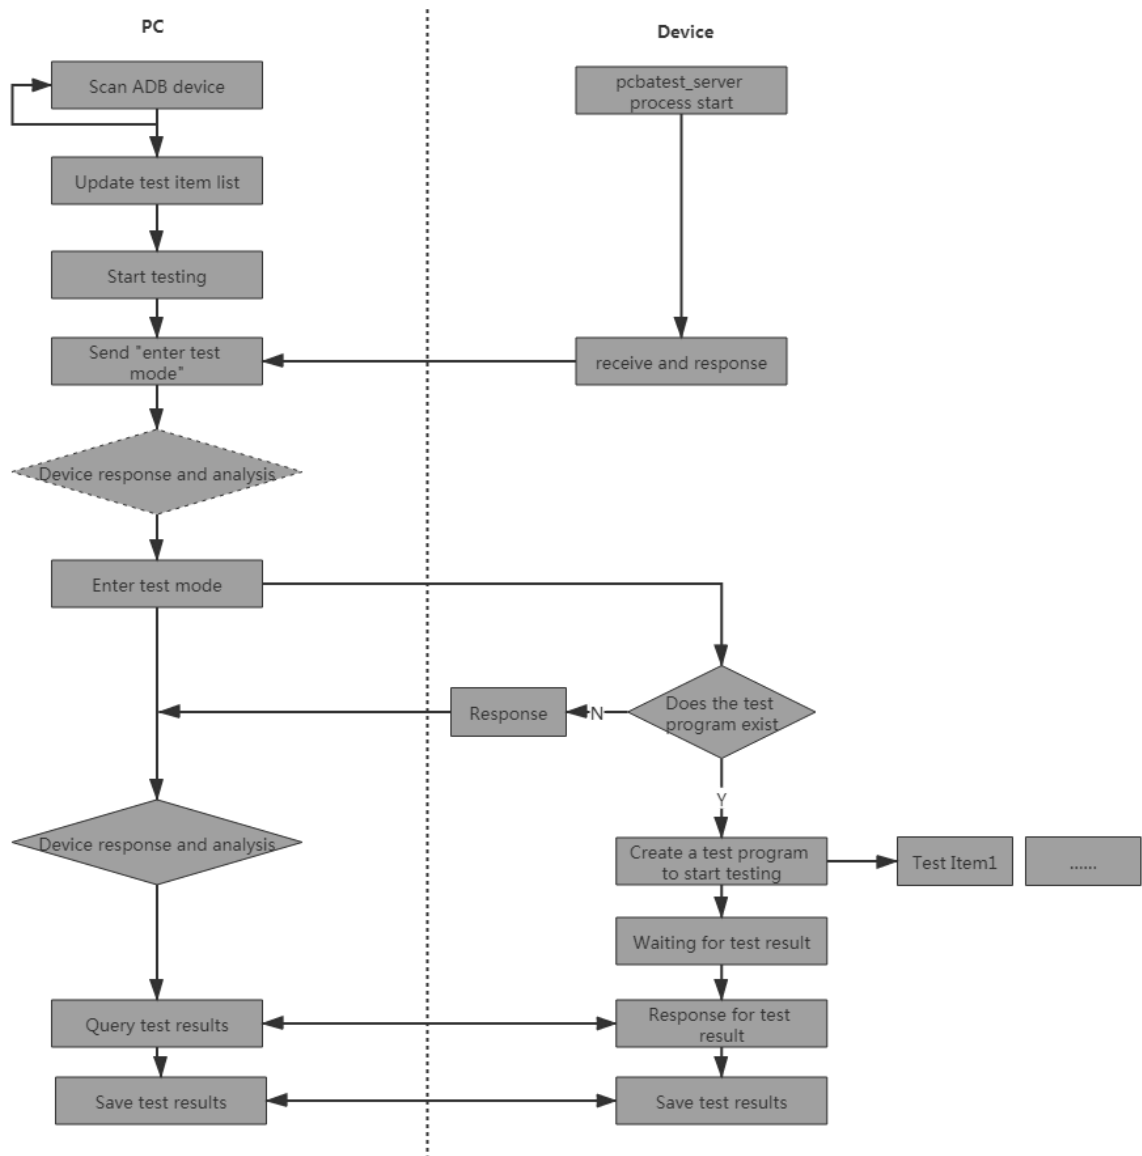 PC
Device
Scan ADB device
pcbatest_server
process start
Update test item list
Start testing
Send "enter test
mode"
receive and response
Device response and analysis
Enter test mode
Does the test
program exist
N
Response
Y
Device response and analysis
Create a test program
to start testing
Test Item1
......
Waiting for test result
Query test results
Response for test
result
Save test results
Save test results